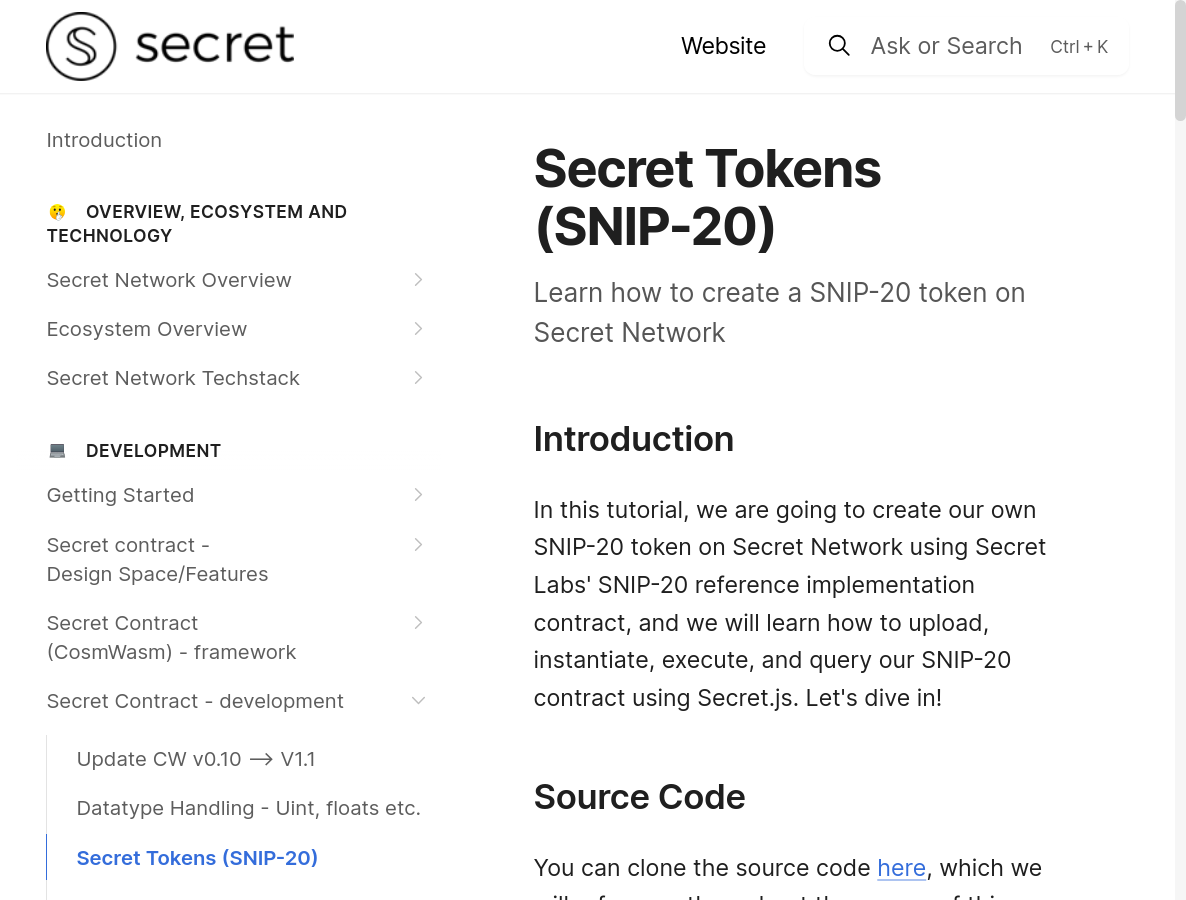 secret
Website
Ask or Search
Ctrl + K
Introduction
OVERVIEW, ECOSYSTEM AND
TECHNOLOGY
Secret Network Overview
Ecosystem Overview
Secret Network Techstack
DEVELOPMENT
Getting Started
Secret contract -
Design Space/Features
Secret Contract
(CosmWasm) - framework
Secret Contract - development
Update CW v0.10 —> V1.1
Datatype Handling - Uint, floats etc.
Secret Tokens (SNIP-20)
Secret Tokens
(SNIP-20)
Learn how to create a SNIP-20 token on
Secret Network
Introduction
In this tutorial, we are going to create our own
SNIP-20 token on Secret Network using Secret
Labs' SNIP-20 reference implementation
contract, and we will learn how to upload,
instantiate, execute, and query our SNIP-20
contract using Secret.js. Let's dive in!
Source Code
You can clone the source code here, which we